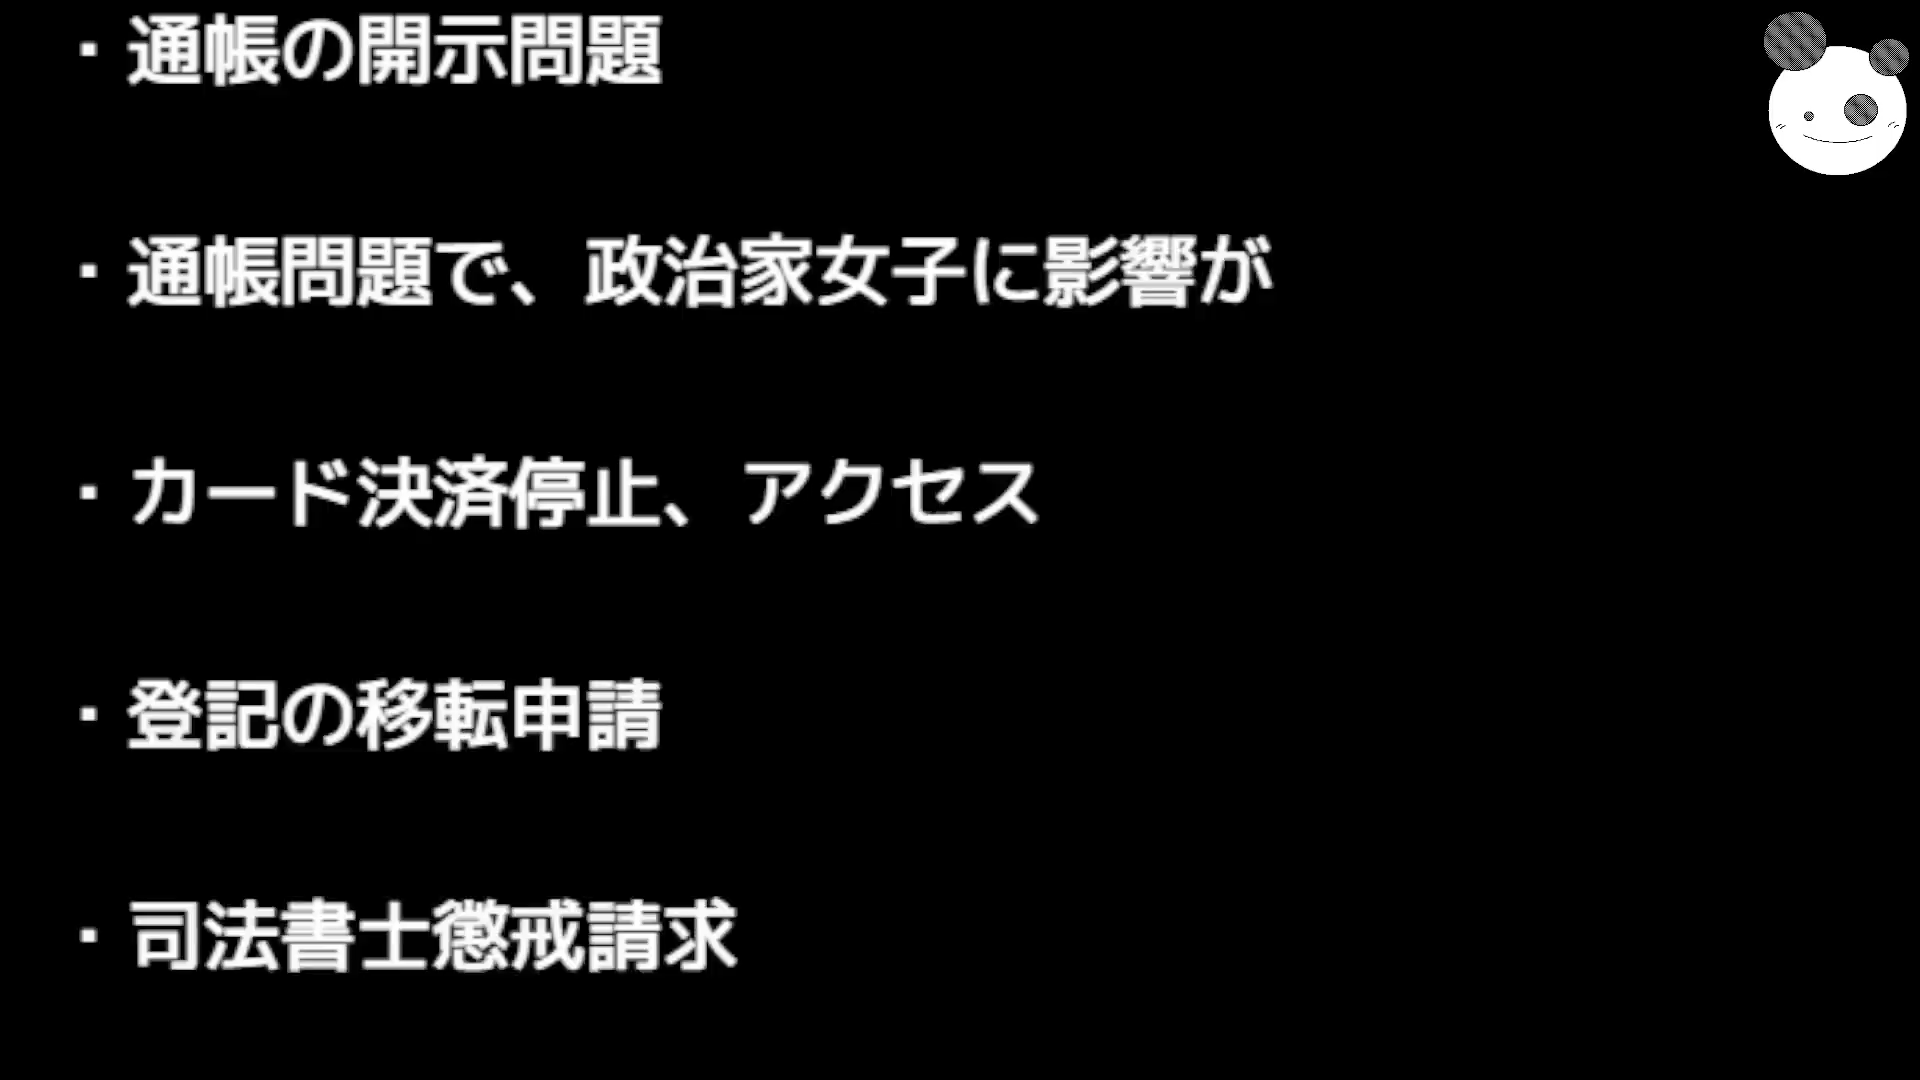 ・通帳の開示問題
・通帳問題で、政治家女子に影響が
・カード決済停止、アクセス
・登記の移転申請
・司法書士懲戒請求